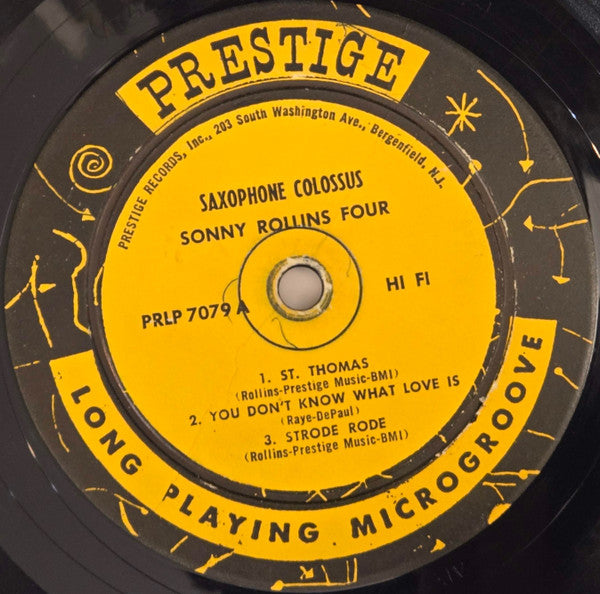 PRESTIGE
PRESTIGE RECORDS, Inc., 203 South Washington Ave., Bergenfield, N.J.
SAXOPHONE COLOSSUS
SONNY ROLLINS FOUR
PRLP 7079 A
HI FI
1. ST. THOMAS
(Rollins-Prestige Music-BMI)
2. YOU DON'T KNOW WHAT LOVE IS
(Raye-DePaul)
3. STRODE RODE
(Rollins-Prestige Music-BMI)
LONG PLAYING MICROGROOVE